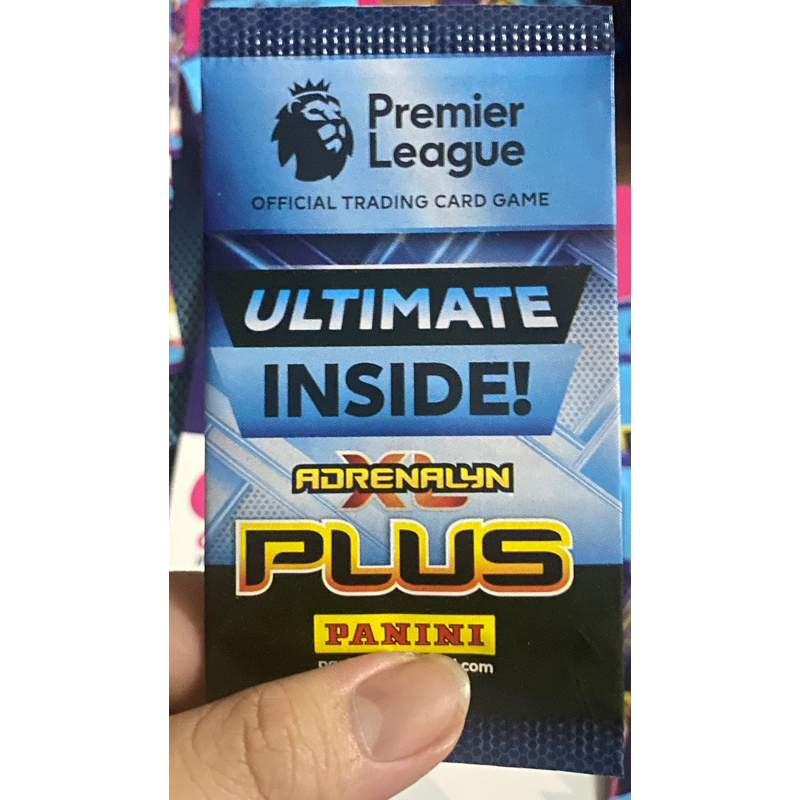 Premier
League
OFFICIAL TRADING CARD GAME
ULTIMATE
INSIDE!
ADRENALYN
XL
PLUS
PANINI
.com